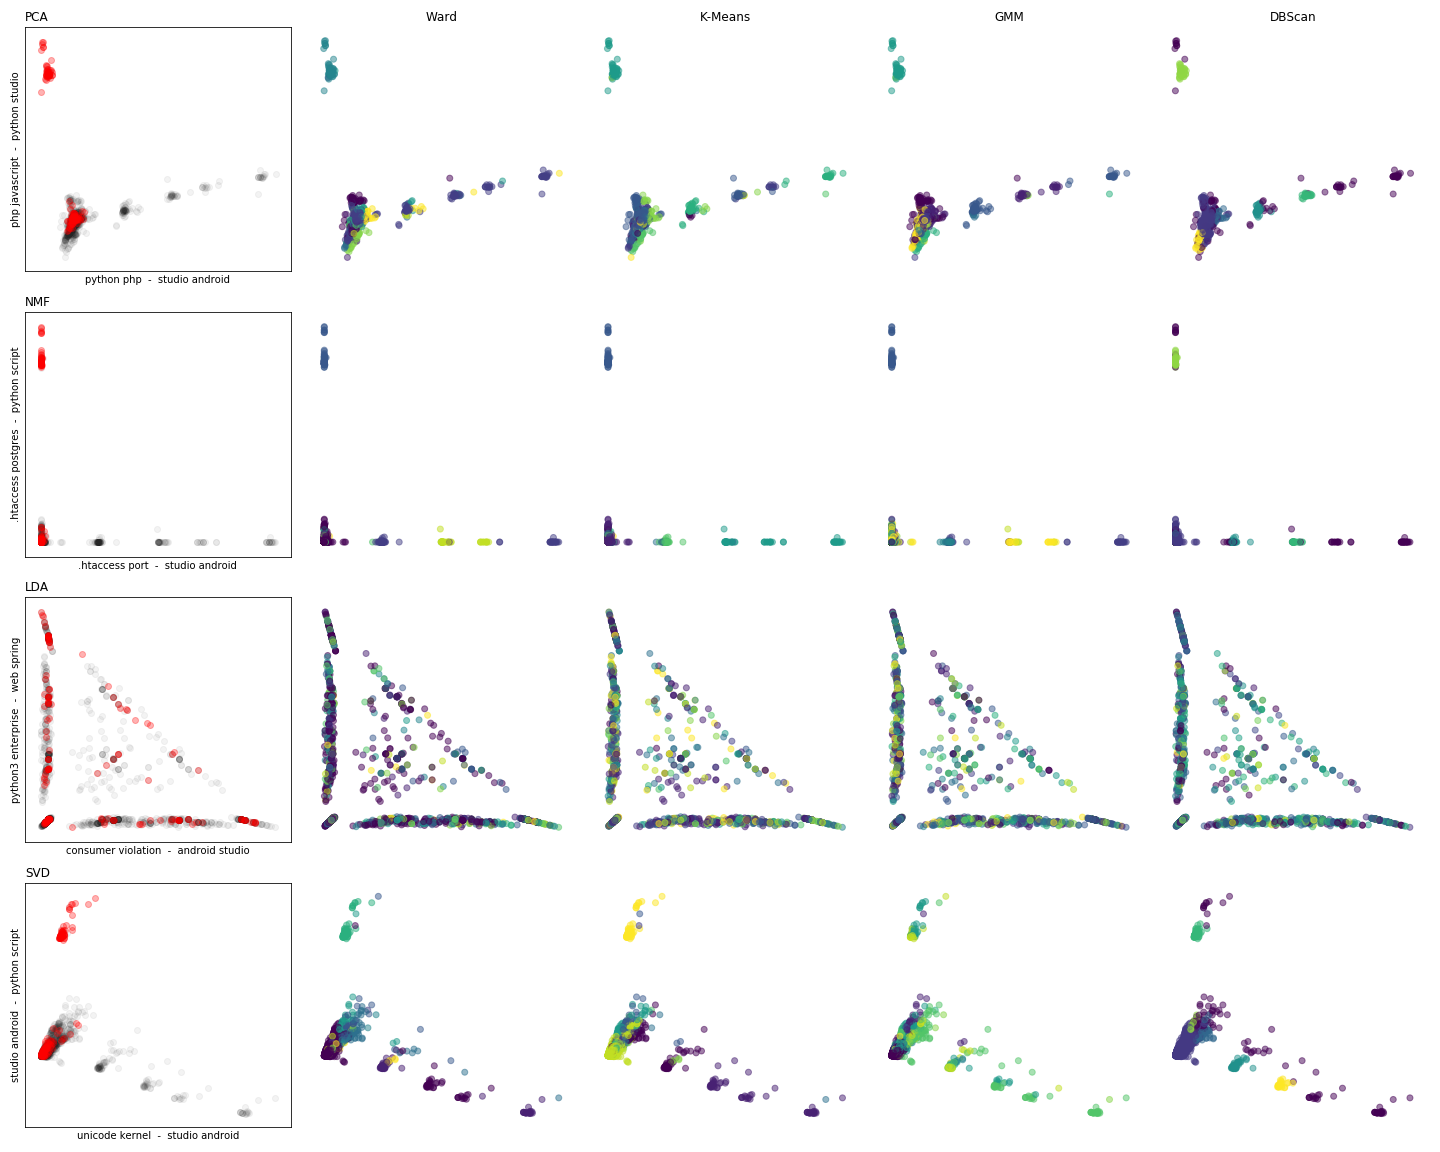 PCA
Ward
K-Means
GMM
DBScan
php javascript - python studio
python php - studio android
NMF
.htaccess postgres - python script
.htaccess port - studio android
LDA
python3 enterprise - web spring
consumer violation - android studio
SVD
studio android - python script
unicode kernel - studio android